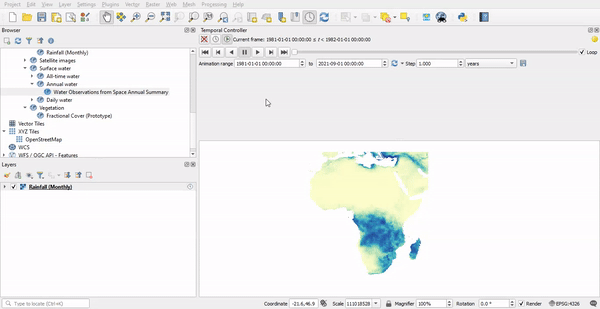 Project Edit View Layer Settings Plugins Vector Raster Web Mesh Processing Help
Browser
Temporal Controller
Current frame: 1981-01-01 00:00:00 ≤ t < 1982-01-01 00:00:00
Rainfall (Monthly)
Satellite images
Surface water
All-time water
Annual water
Water Observations from Space Annual Summary
Daily water
Vegetation
Fractional Cover (Prototype)
Vector Tiles
XYZ Tiles
OpenStreetMap
WCS
WFS / OGC API - Features
Loop
Animation range 1981-01-01 00:00:00 to 2021-09-01 00:00:00 Step 1.000 years
Layers
Rainfall (Monthly)
Type to locate (Ctrl+K)
Coordinate -21.6,46.9 Scale 1:11018528 Magnifier 100% Rotation 0.0 ° Render EPSG:4326